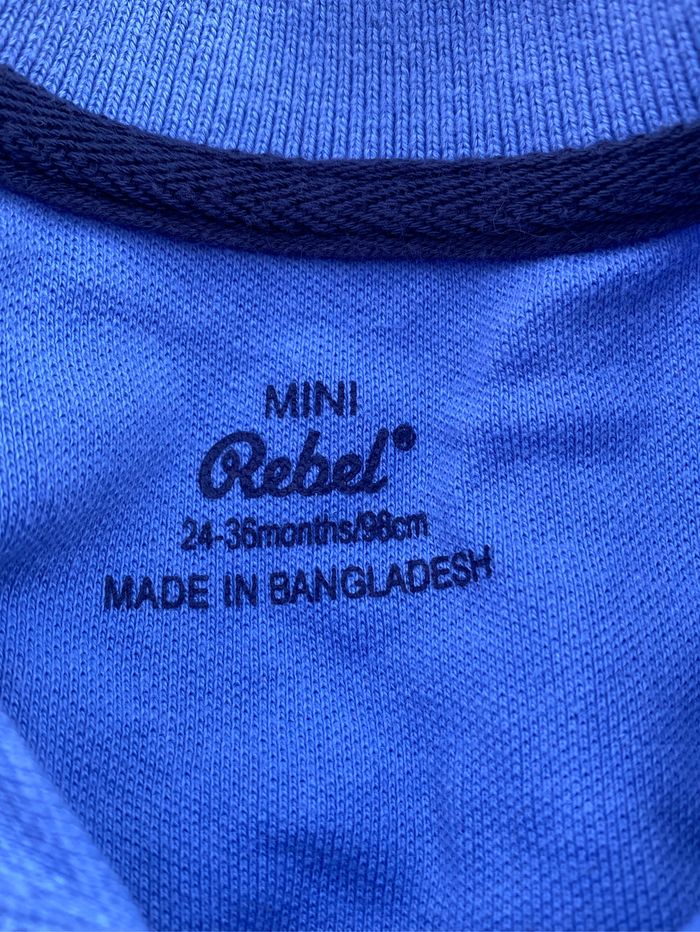 MINI
Rebel®
24-36months/98cm
MADE IN BANGLADESH